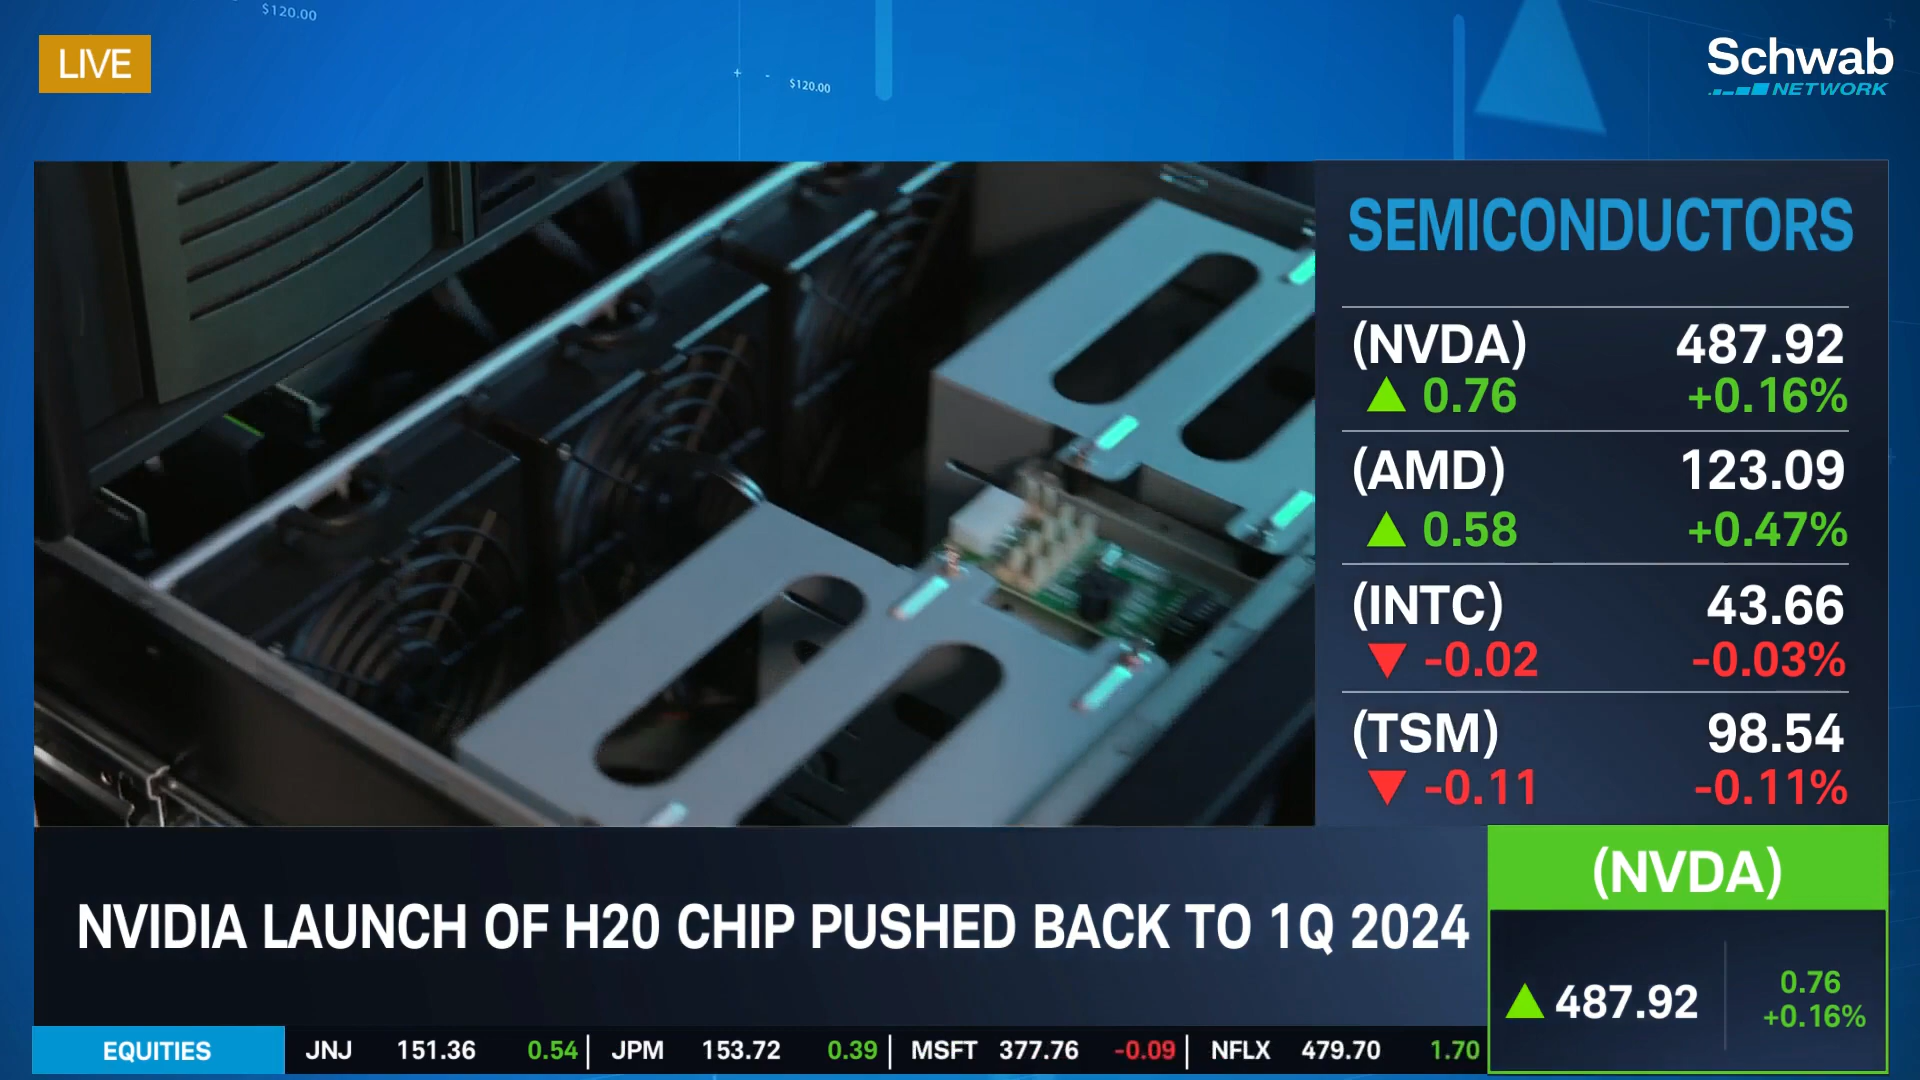 $120.00
LIVE
$120.00
Schwab
NETWORK
SEMICONDUCTORS
(NVDA) 487.92
▲ 0.76 +0.16%
(AMD) 123.09
▲ 0.58 +0.47%
(INTC) 43.66
▼ -0.02 -0.03%
(TSM) 98.54
▼ -0.11 -0.11%
NVIDIA LAUNCH OF H20 CHIP PUSHED BACK TO 1Q 2024
(NVDA)
▲ 487.92
0.76
+0.16%
EQUITIES JNJ 151.36 0.54 | JPM 153.72 0.39 | MSFT 377.76 -0.09 | NFLX 479.70 1.70